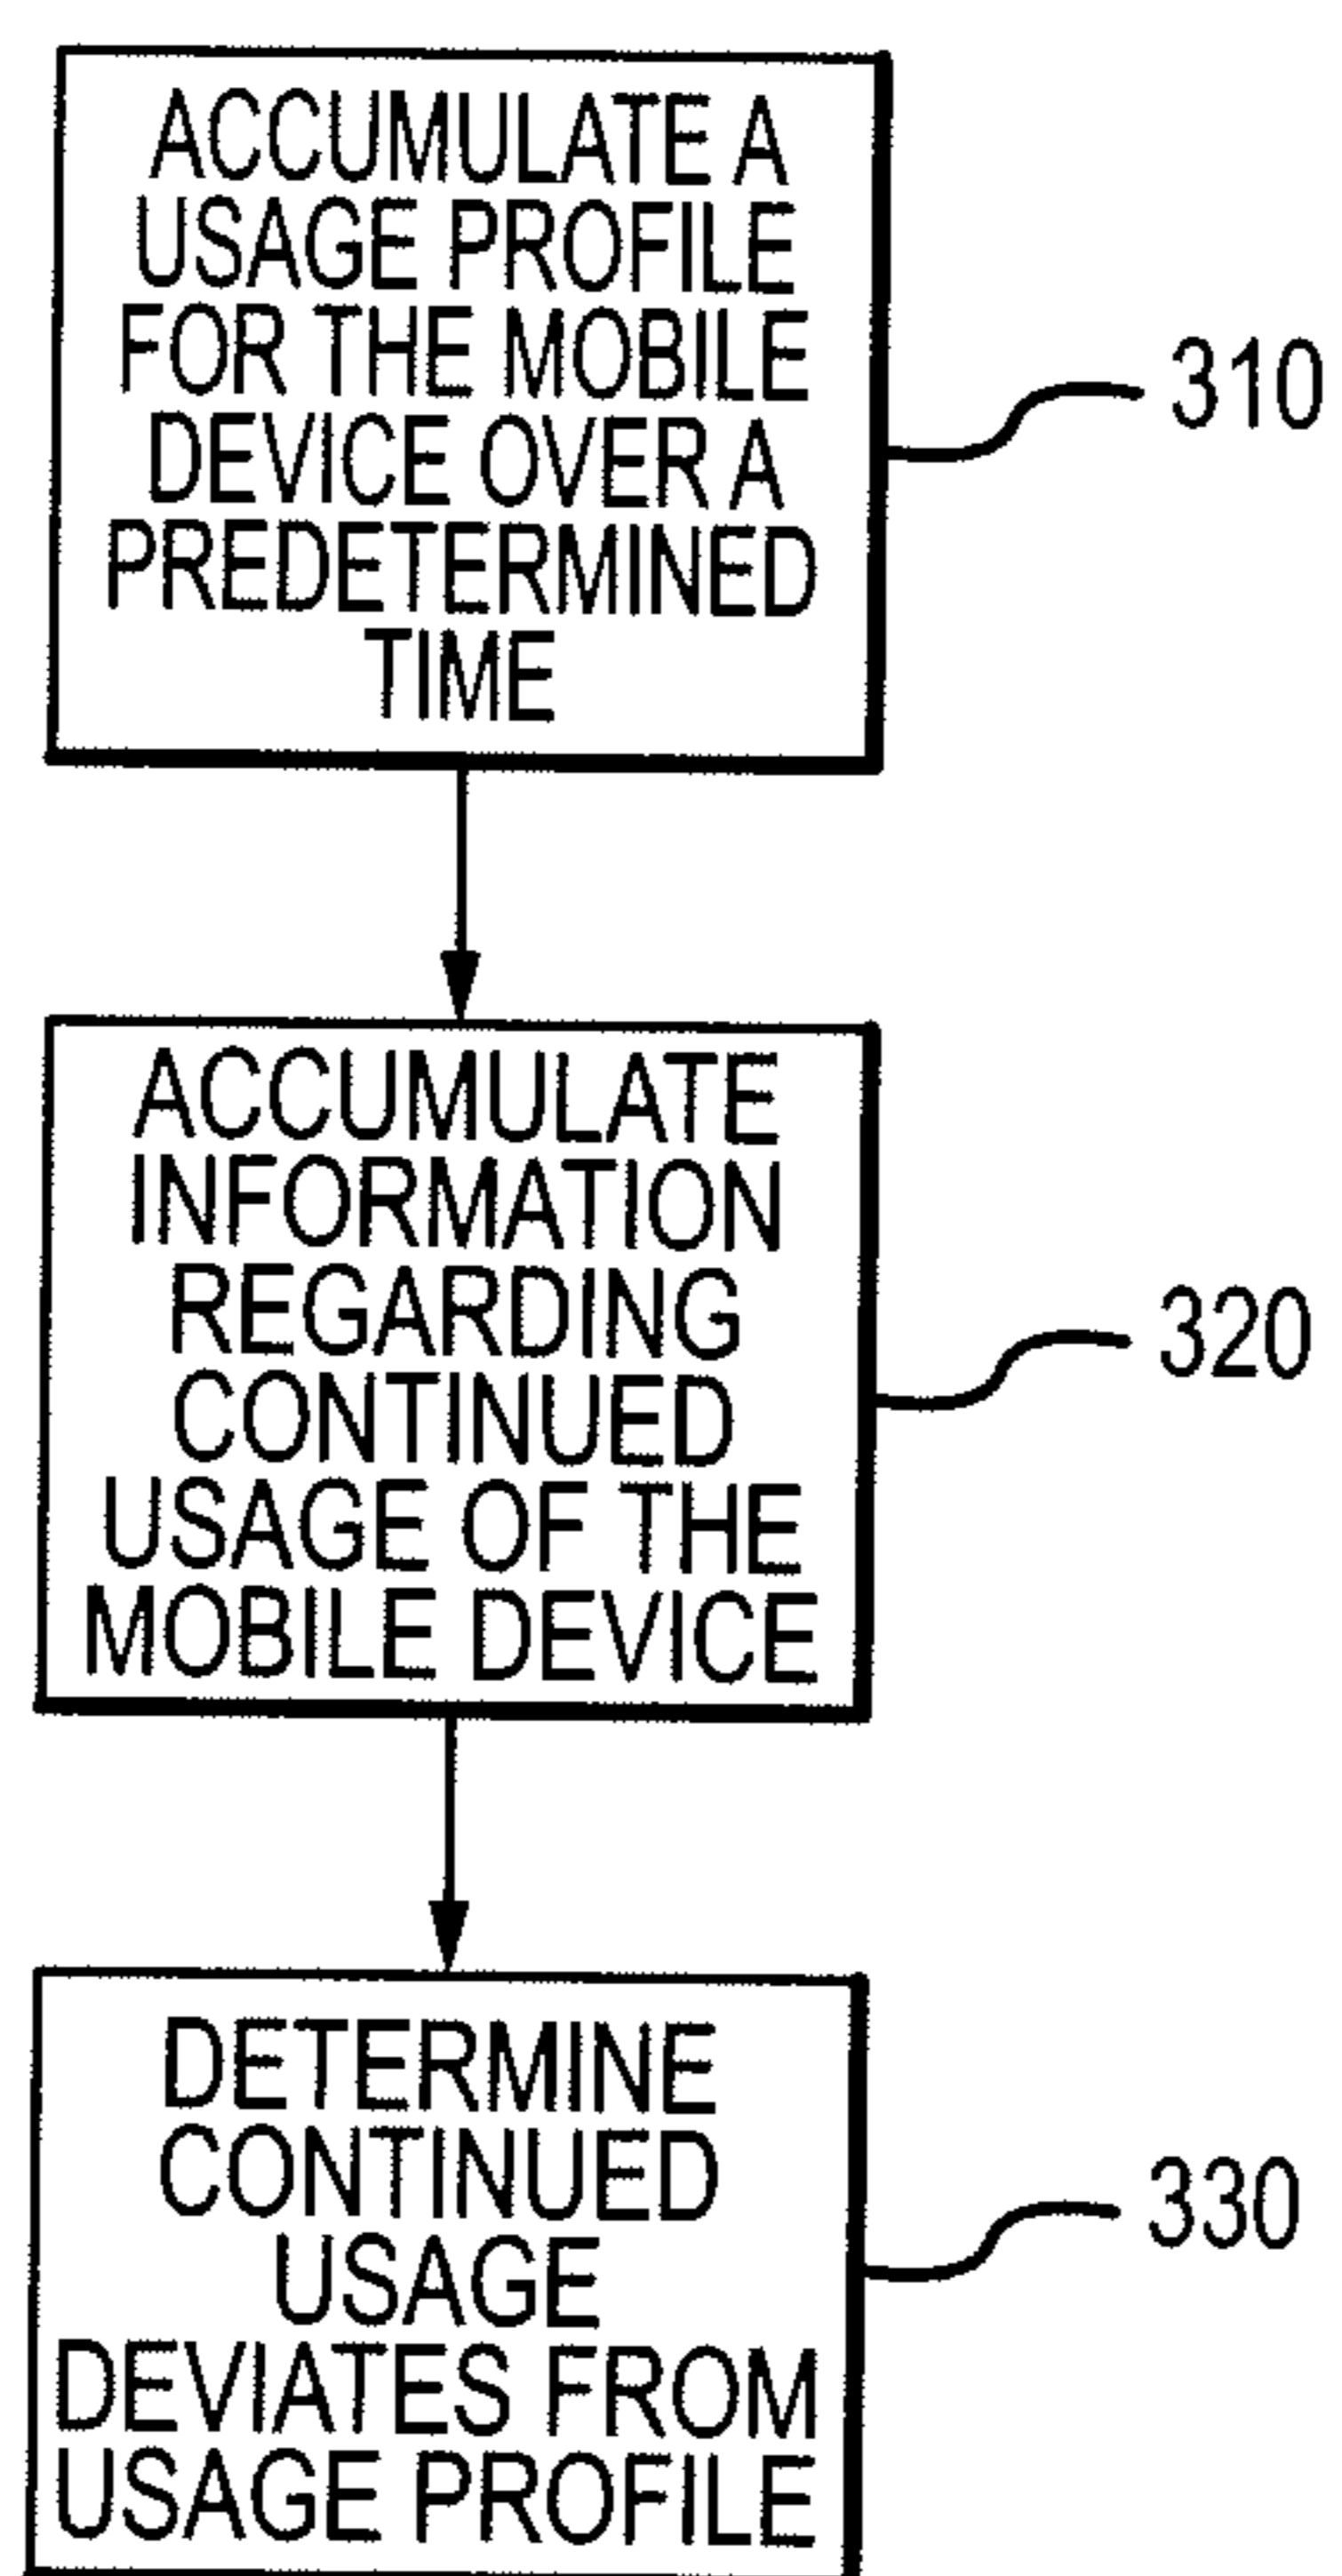 ACCUMULATE A
USAGE PROFILE
FOR THE MOBILE
DEVICE OVER A
PREDETERMINED
TIME
310
ACCUMULATE
INFORMATION
REGARDING
CONTINUED
USAGE OF THE
MOBILE DEVICE
320
DETERMINE
CONTINUED
USAGE
DEVIATES FROM
USAGE PROFILE
330